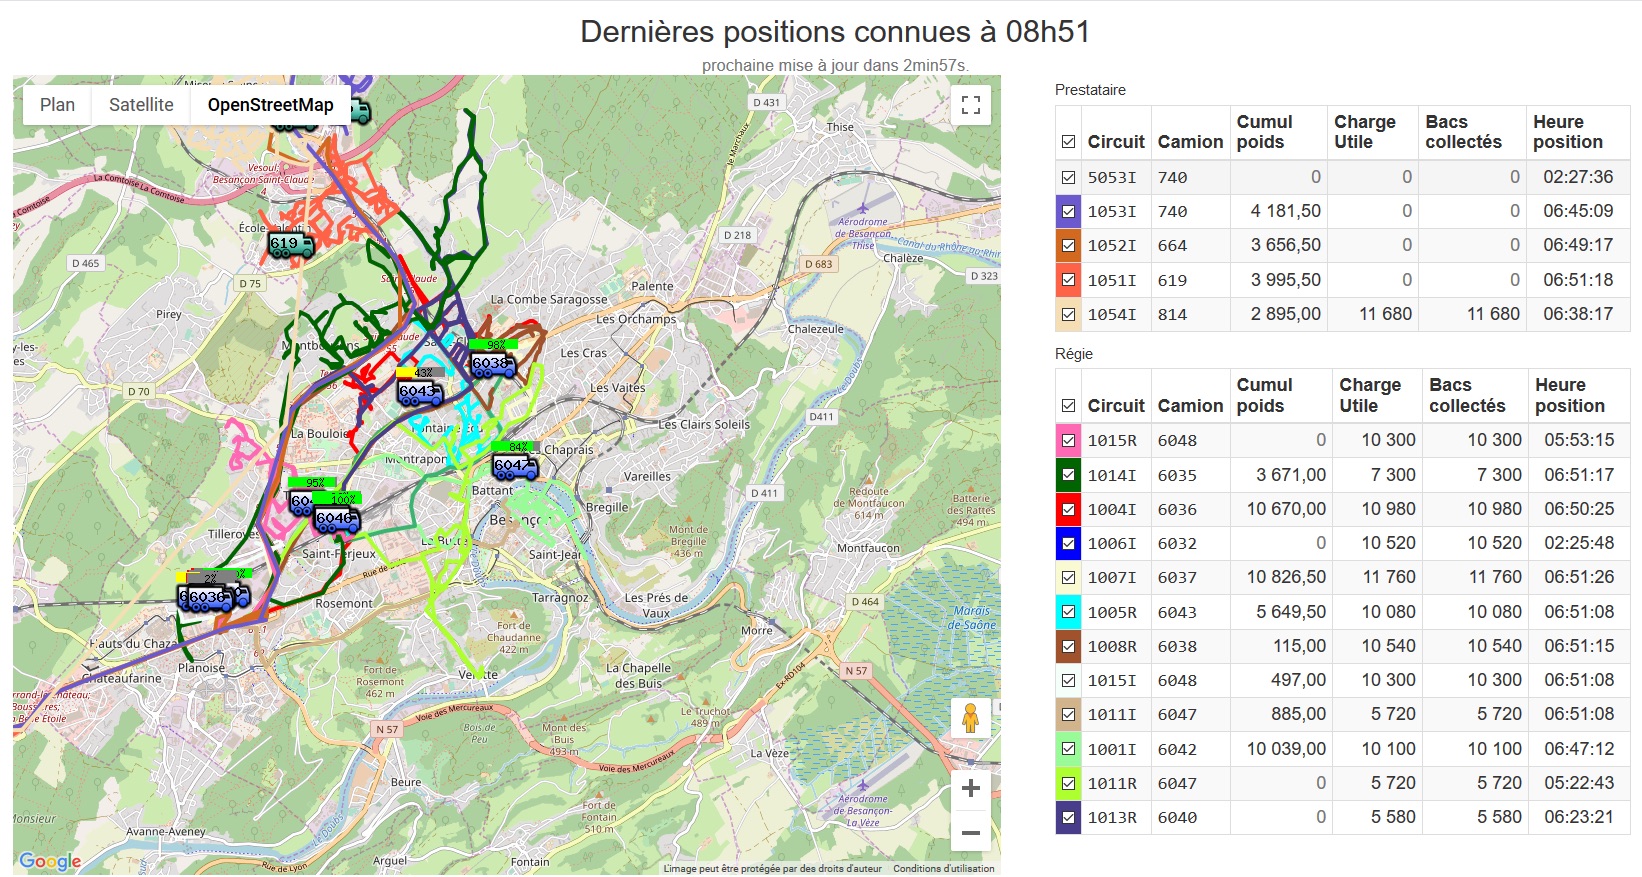 Dernières positions connues à 08h51
prochaine mise à jour dans 2min57s.
Plan Satellite OpenStreetMap
D 431
Thise
le Marchaux
La Comtoise La Comtoise
Vesoul;
Besançon Saint-Claude
619
D 465
D 75
D 218
D 683
Aérodrome
de Besançon-
Thise
Canal du Rhône au Rhin
Chalèze
D 323
Palente
La Combe Saragosse
Les Orchamps
Pirey
Chalezeule
Les Cras
98%
6038
43%
6043
D 70
Les Vaites
Le Doubs
D411
Les Clairs Soleils
La Bouloie
Montrapon
84%
6047
Chaprais
Vareilles
95%
100%
6046
Battant
D 411
Bregille
Redoute
de Montfaucon
614 m
Batterie
des Rattes
494 m
Mont de
Bregille
436 m
Tilleroyes
Saint-Ferjeux
La Butte
Saint-Jean
Montfaucon
Rue de
2%
6036
Rosemont
Tarragnoz
Les Prés de
Vaux
D 464
Marais
de-Saône
Fort de
Chaudanne
422 m
Morre
Hauts du Chaza
Planoise
Châteaufarine
Fort de
Rosemont
462 m
Velotte
La Chapelle
des Buis
Ex-RD104
N 57
Voie des Mercureaux
Le Truchot
489 m
N 57
Bois de
Peu
Mont des
Buis
493 m
Voie des Mercureaux
La Vèze
Beure
Aérodrome
de Besançon-
La Vèze
Fort de
Fontain
510 m
Avanne-Aveney
Le Doubs
Rue de Lyon
Arguel
Fontain
Google
L'image peut être protégée par des droits d'auteur Conditions d'utilisation
Prestataire
Circuit Camion Cumul poids Charge Utile Bacs collectés Heure position
5053I 740 0 0 0 02:27:36
1053I 740 4 181,50 0 0 06:45:09
1052I 664 3 656,50 0 0 06:49:17
1051I 619 3 995,50 0 0 06:51:18
1054I 814 2 895,00 11 680 11 680 06:38:17
Régie
Circuit Camion Cumul poids Charge Utile Bacs collectés Heure position
1015R 6048 0 10 300 10 300 05:53:15
1014I 6035 3 671,00 7 300 7 300 06:51:17
1004I 6036 10 670,00 10 980 10 980 06:50:25
1006I 6032 0 10 520 10 520 02:25:48
1007I 6037 10 826,50 11 760 11 760 06:51:26
1005R 6043 5 649,50 10 080 10 080 06:51:08
1008R 6038 115,00 10 540 10 540 06:51:15
1015I 6048 497,00 10 300 10 300 06:51:08
1011I 6047 885,00 5 720 5 720 06:51:08
1001I 6042 10 039,00 10 100 10 100 06:47:12
1011R 6047 0 5 720 5 720 05:22:43
1013R 6040 0 5 580 5 580 06:23:21